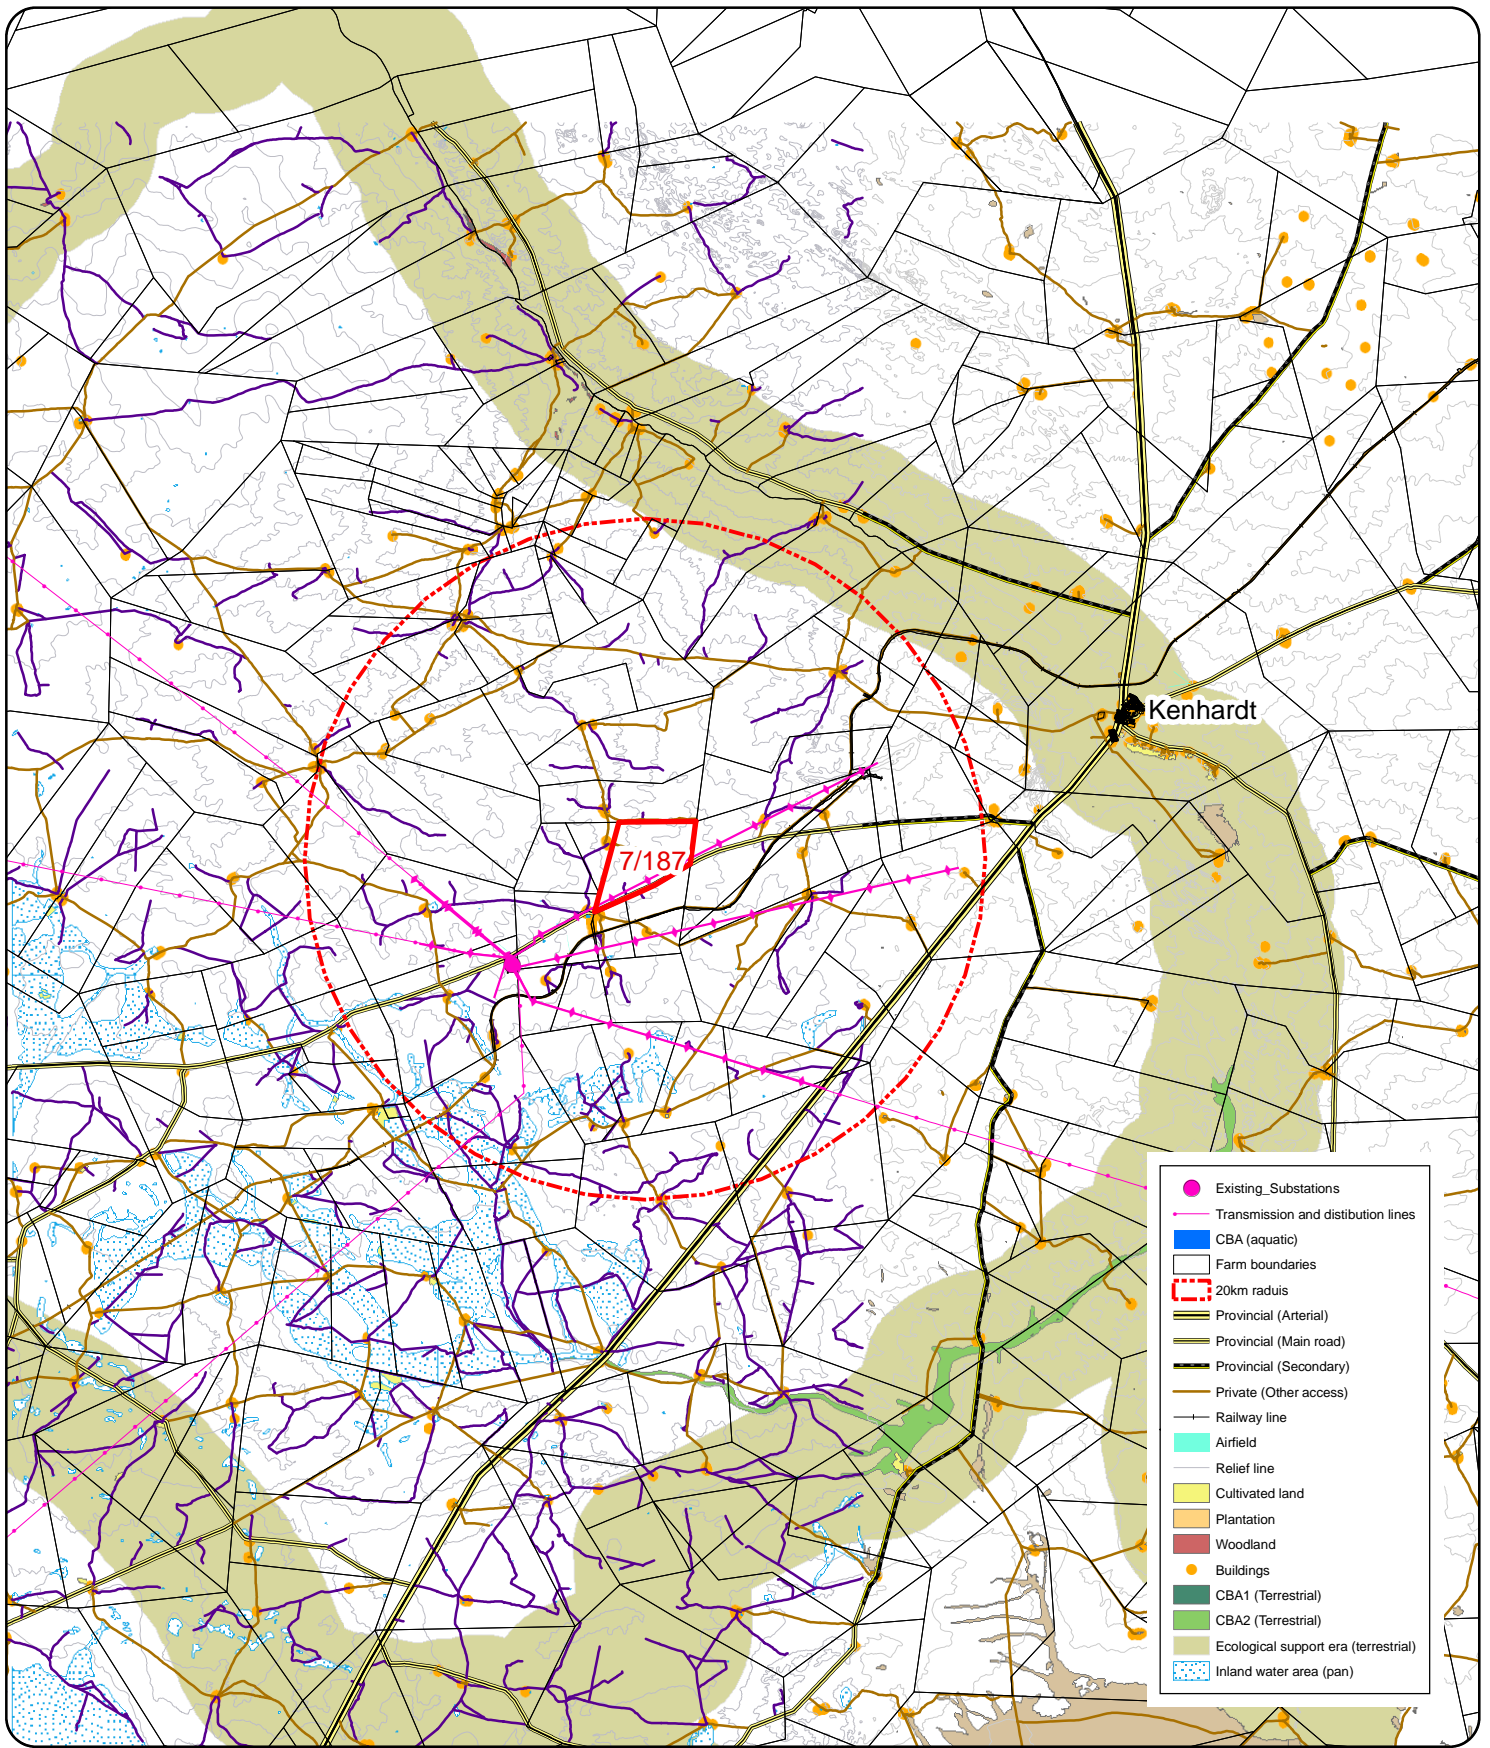 Kenhardt
7/187
Existing_Substations
Transmission and distibution lines
CBA (aquatic)
Farm boundaries
20km raduis
Provincial (Arterial)
Provincial (Main road)
Provincial (Secondary)
Private (Other access)
Railway line
Airfield
Relief line
Cultivated land
Plantation
Woodland
Buildings
CBA1 (Terrestrial)
CBA2 (Terrestrial)
Ecological support era (terrestrial)
Inland water area (pan)